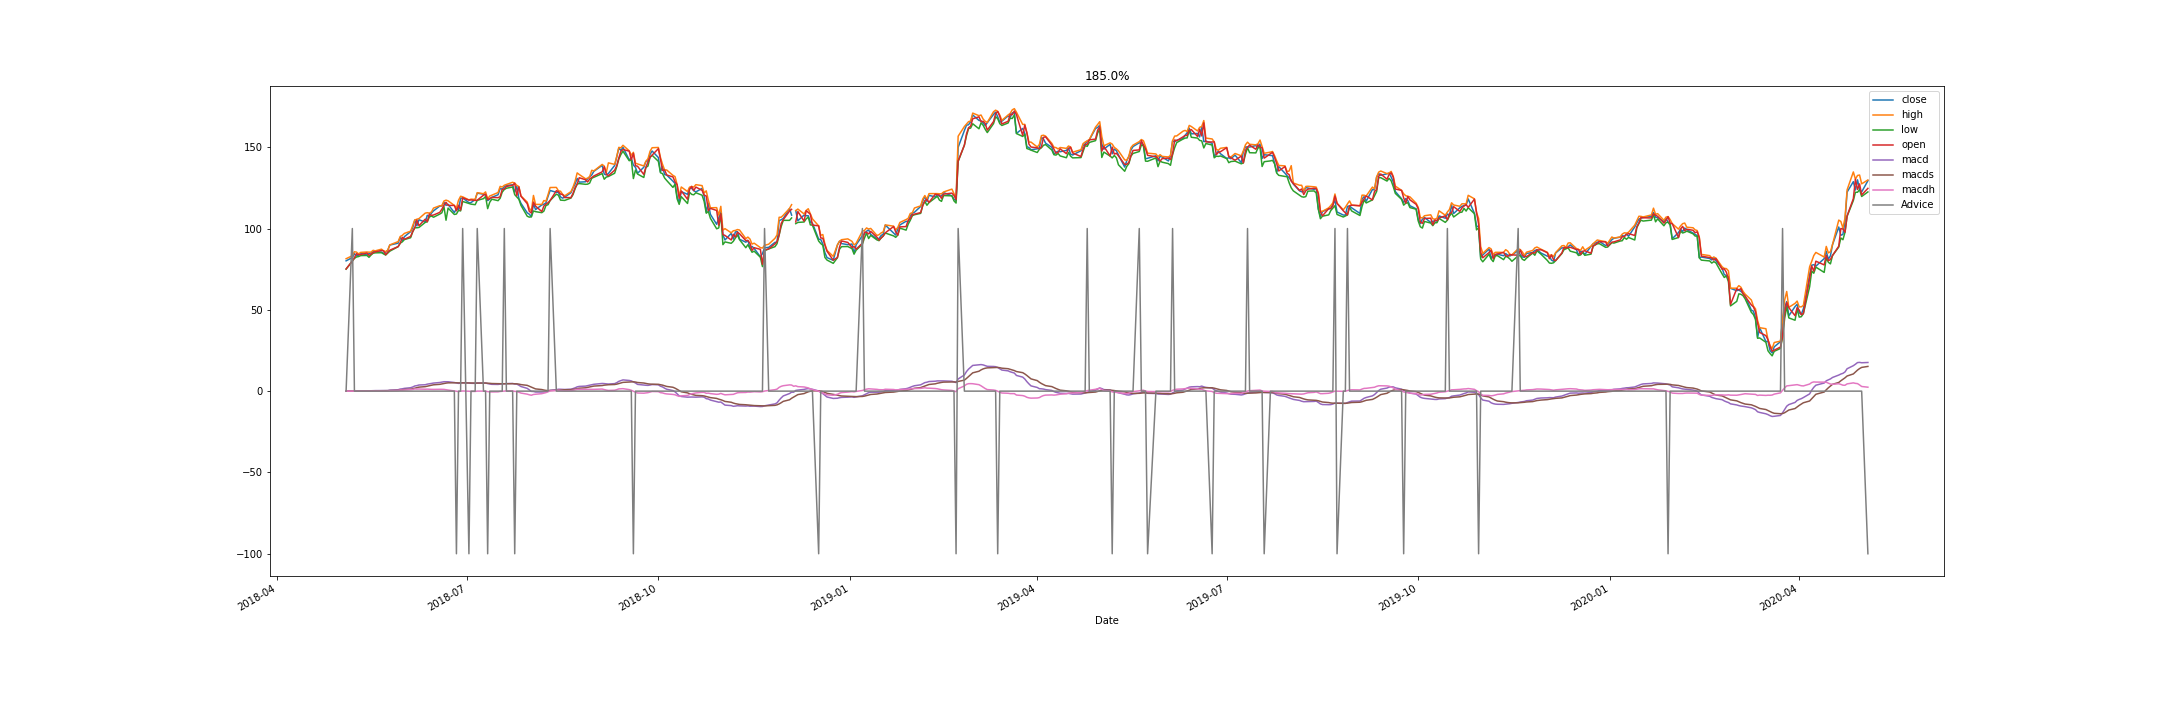 185.0%
close
high
low
open
macd
macds
macdh
Advice
150
100
50
0
−50
−100
2018-04
2018-07
2018-10
2019-01
2019-04
2019-07
2019-10
2020-01
2020-04
Date